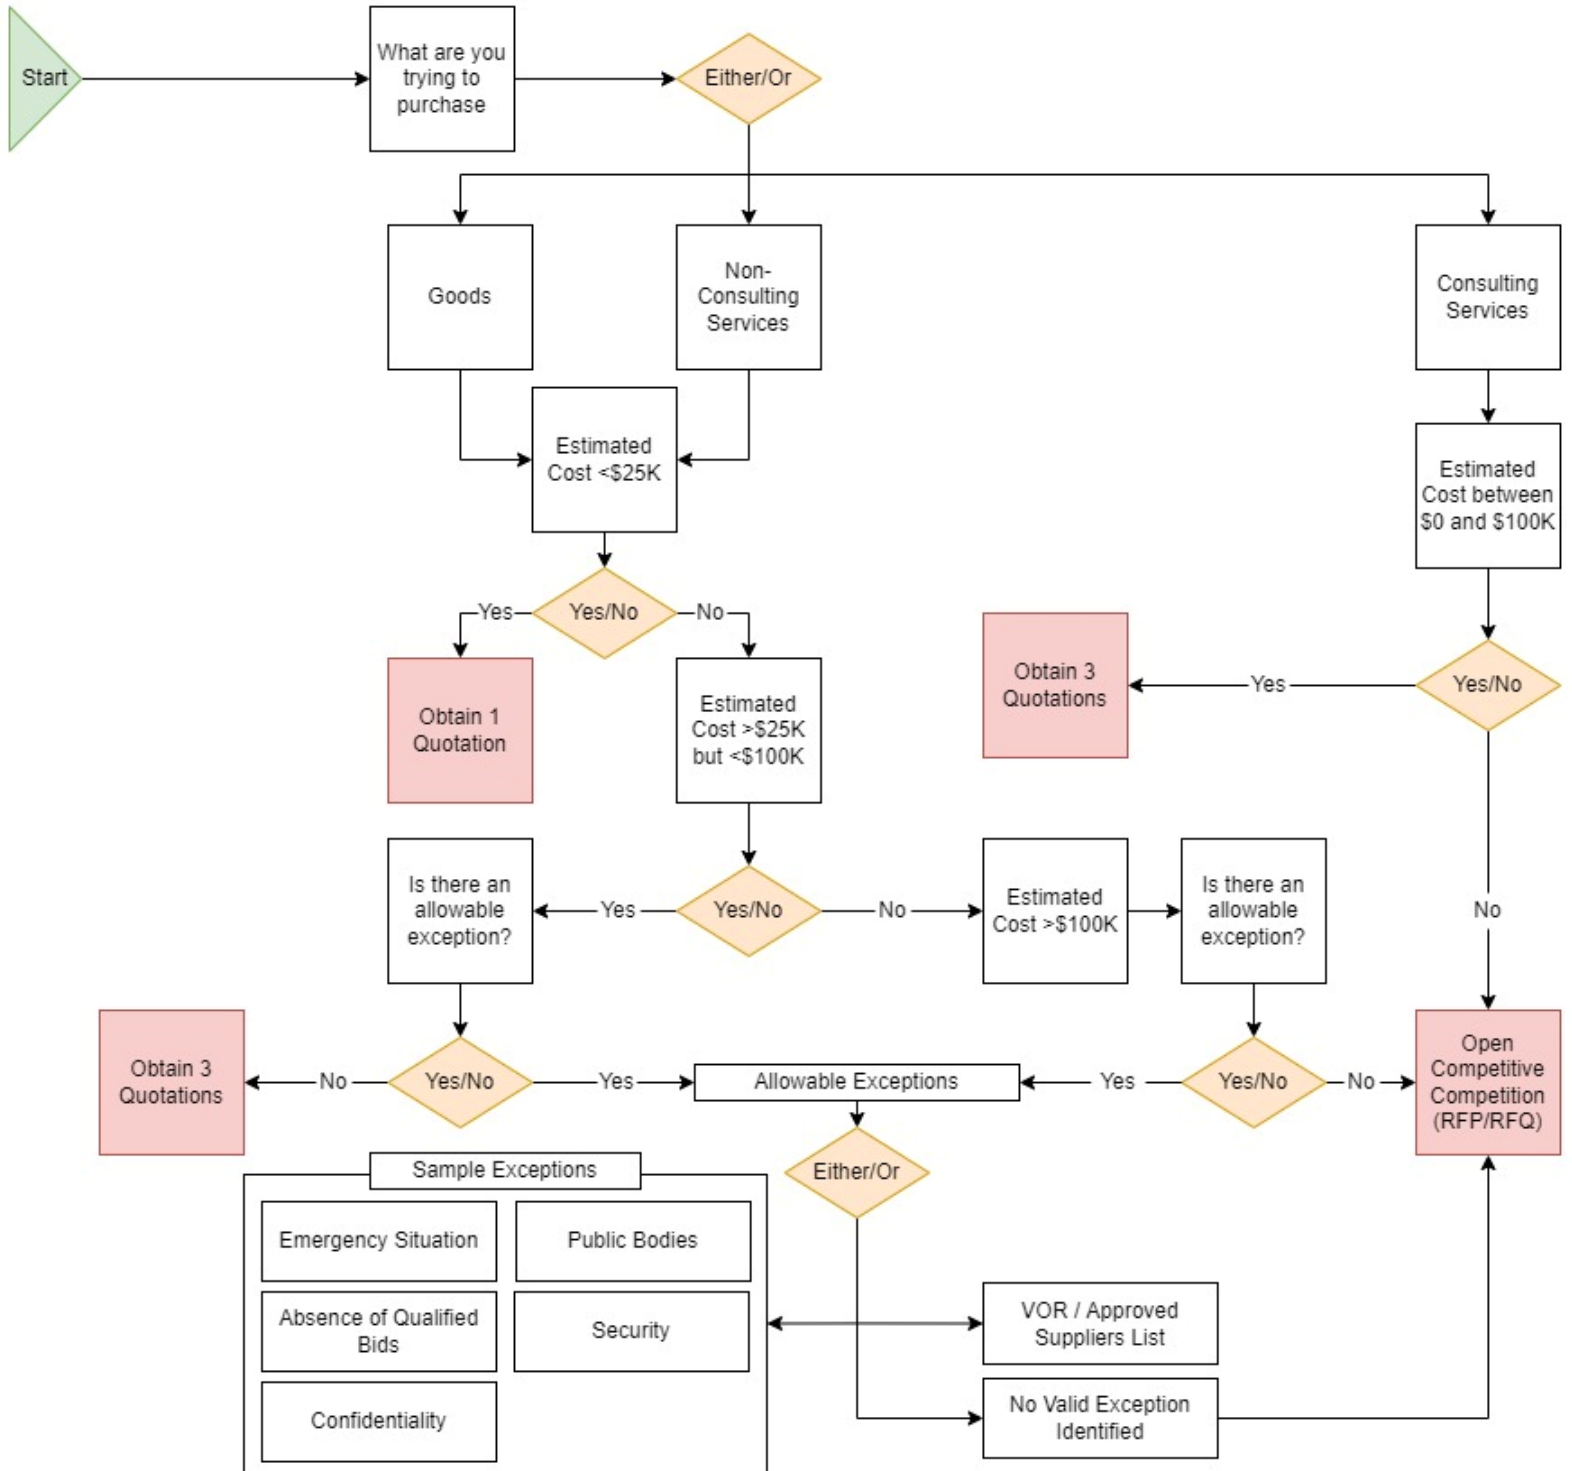 Start
What are you
trying to
purchase
Either/Or
Goods
Non-
Consulting
Services
Consulting
Services
Estimated
Cost <$25K
Estimated
Cost between
$0 and $100K
Yes
Yes/No
No
Obtain 1
Quotation
Estimated
Cost >$25K
but <$100K
Obtain 3
Quotations
Yes
Yes/No
Is there an
allowable
exception?
Yes
Yes/No
No
Estimated
Cost >$100K
Is there an
allowable
exception?
No
Obtain 3
Quotations
No
Yes/No
Yes
Allowable Exceptions
Yes
Yes/No
No
Open
Competitive
Competition
(RFP/RFQ)
Either/Or
Sample Exceptions
Emergency Situation
Public Bodies
Absence of Qualified
Bids
Security
Confidentiality
VOR / Approved
Suppliers List
No Valid Exception
Identified